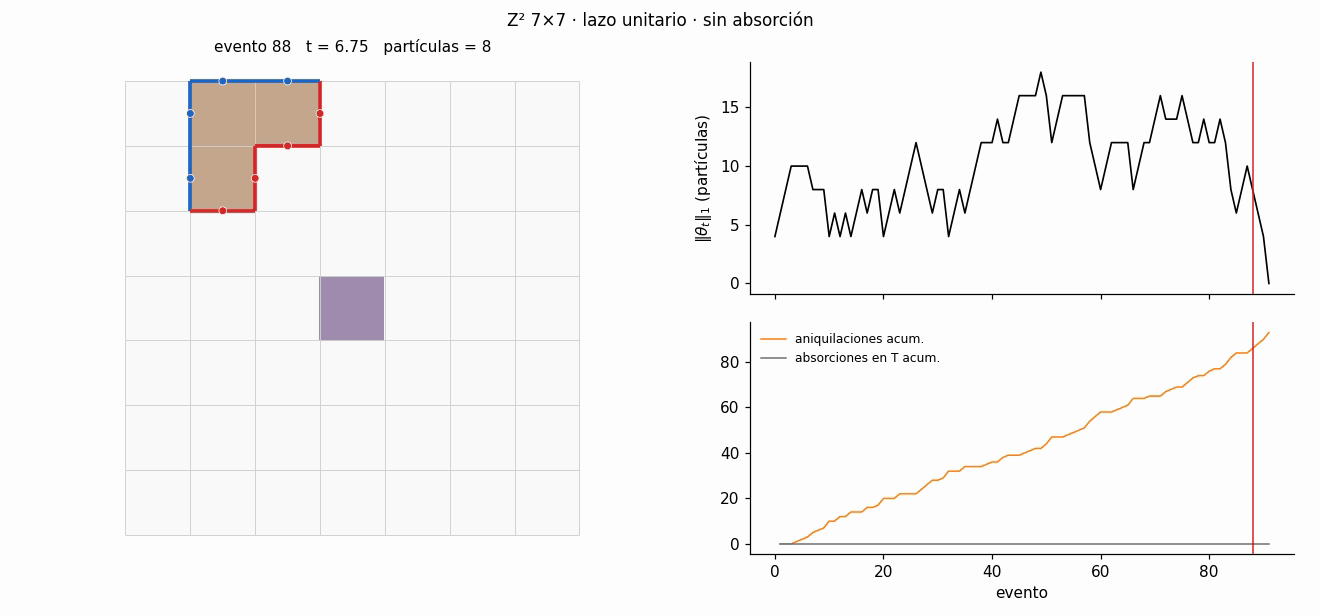 Z² 7×7 · lazo unitario · sin absorción
evento 88   t = 6.75   partículas = 8
‖θₜ‖₁ (partículas)
15
10
5
0
aniquilaciones acum.
absorciones en T acum.
80
60
40
20
0
0
20
40
60
80
evento